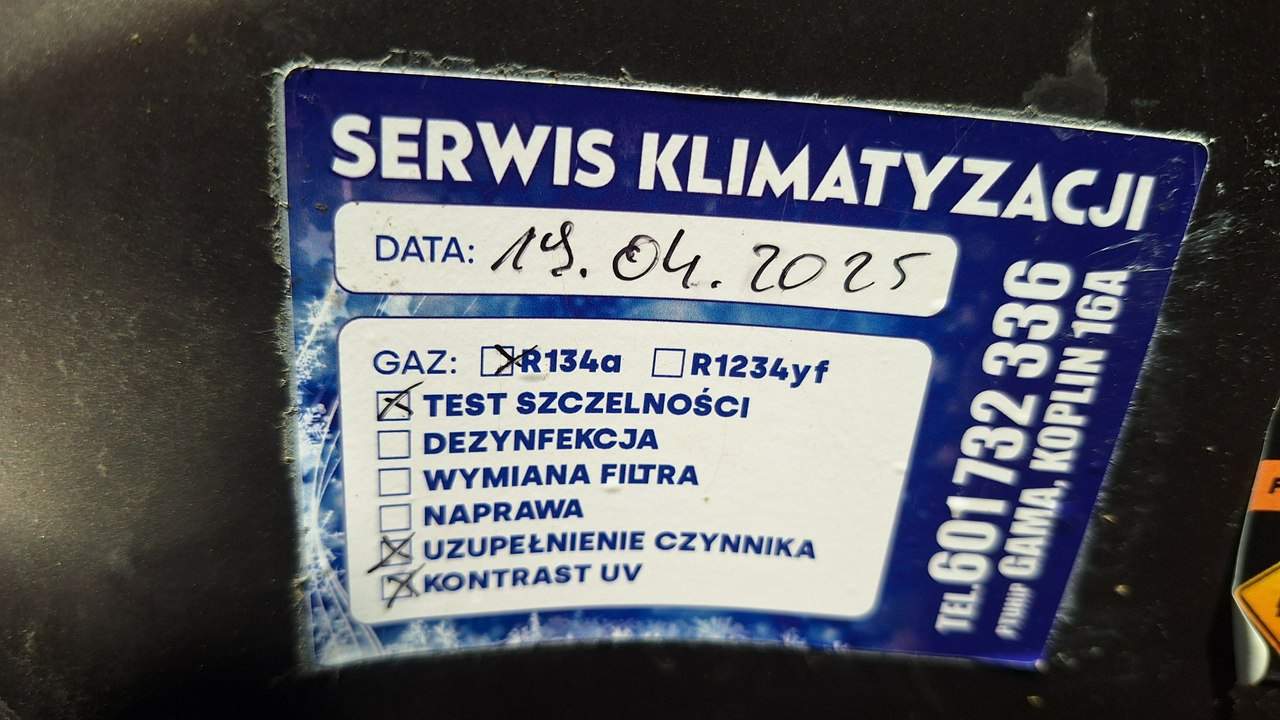 SERWIS KLIMATYZACJI
DATA: 19.04.2025
GAZ: R134a R1234yf
TEST SZCZELNOŚCI
DEZYNFEKCJA
WYMIANA FILTRA
NAPRAWA
UZUPEŁNIENIE CZYNNIKA
KONTRAST UV
TEL.601 732 336
PHUHP GAMA, KOPLIN 16A